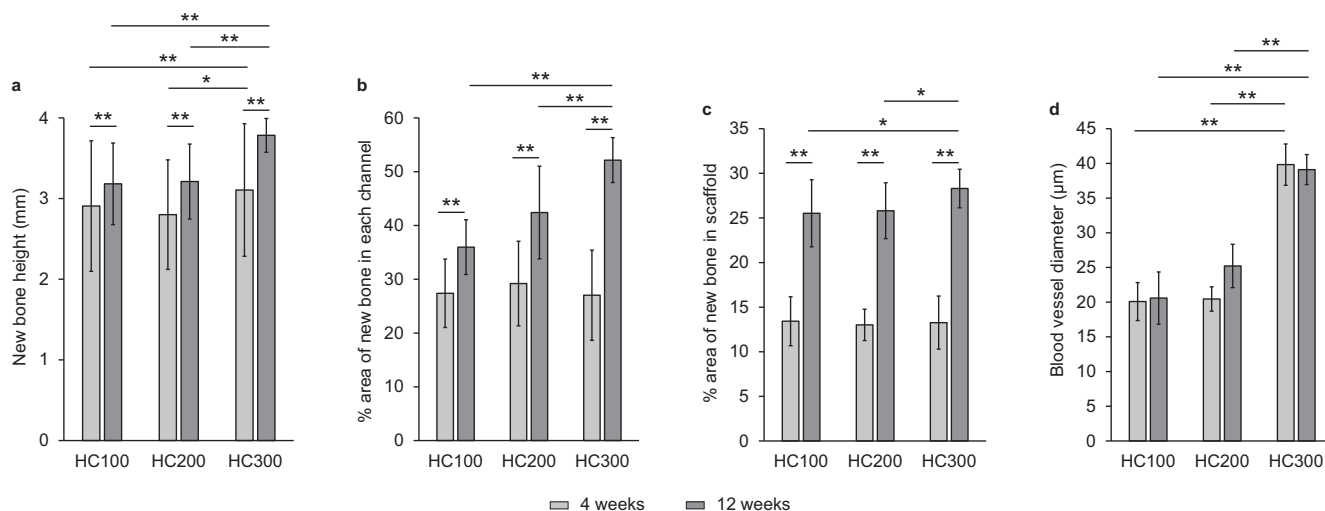 a
**
**
**
*
**
**
**
New bone height (mm)
4
3
2
1
0
HC100
HC200
HC300
b
**
**
**
**
**
% area of new bone in each channel
60
50
40
30
20
10
0
HC100
HC200
HC300
c
*
*
**
**
**
% area of new bone in scaffold
35
30
25
20
15
10
5
0
HC100
HC200
HC300
d
**
**
**
**
Blood vessel diameter (µm)
45
40
35
30
25
20
15
10
5
0
HC100
HC200
HC300
4 weeks
12 weeks